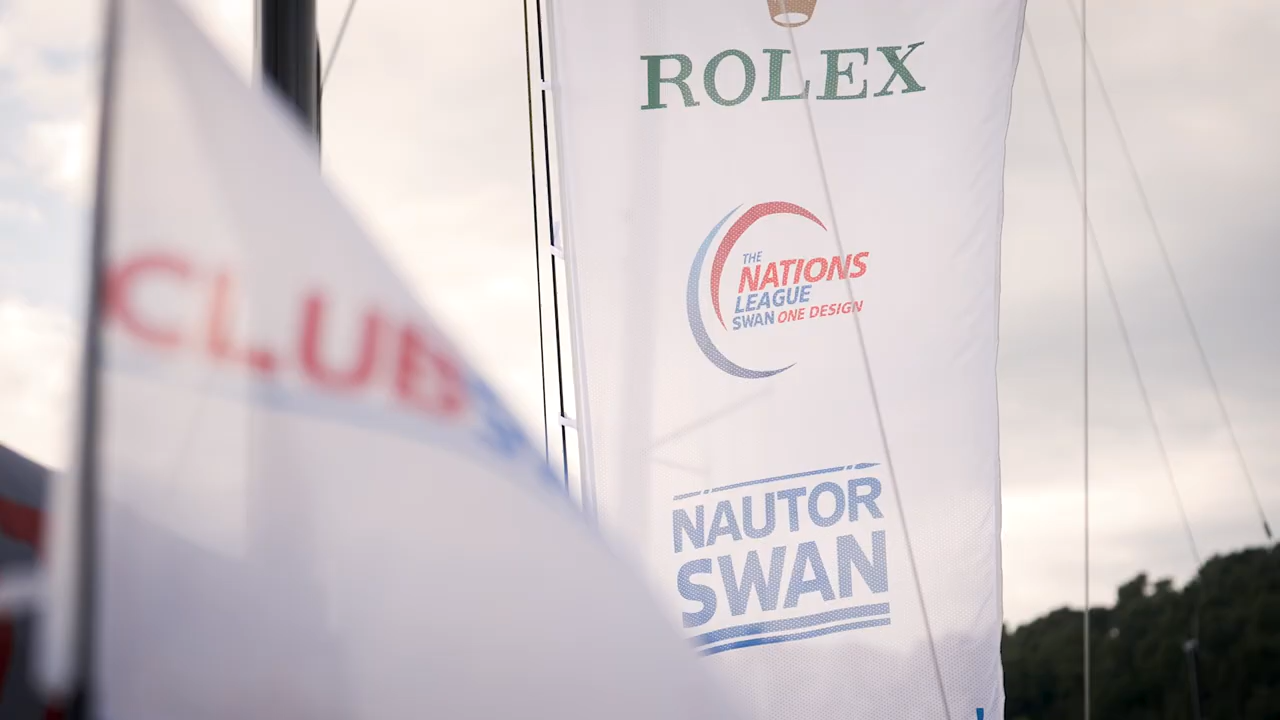 ROLEX
THE
NATIONS
LEAGUE
SWAN ONE DESIGN
NAUTOR
SWAN
CLUB